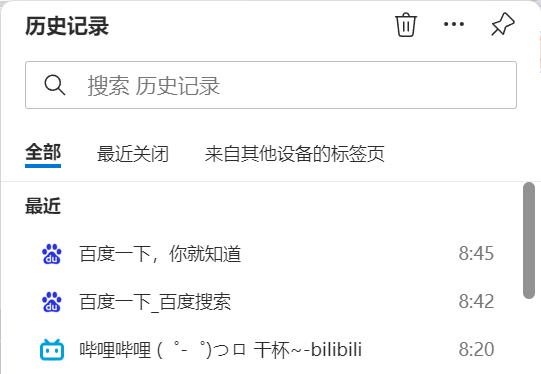 历史记录
搜索 历史记录
全部 最近关闭 来自其他设备的标签页
最近
百度一下，你就知道 8:45
百度一下_百度搜索 8:42
哔哩哔哩 (゜-゜)つロ 干杯~-bilibili 8:20